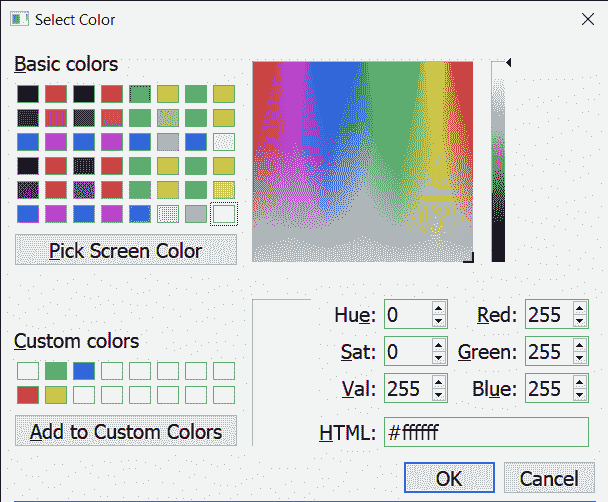 Select Color
Basic colors
Pick Screen Color
Custom colors
Add to Custom Colors
Hue: 0 Red: 255
Sat: 0 Green: 255
Val: 255 Blue: 255
HTML: #ffffff
OK Cancel